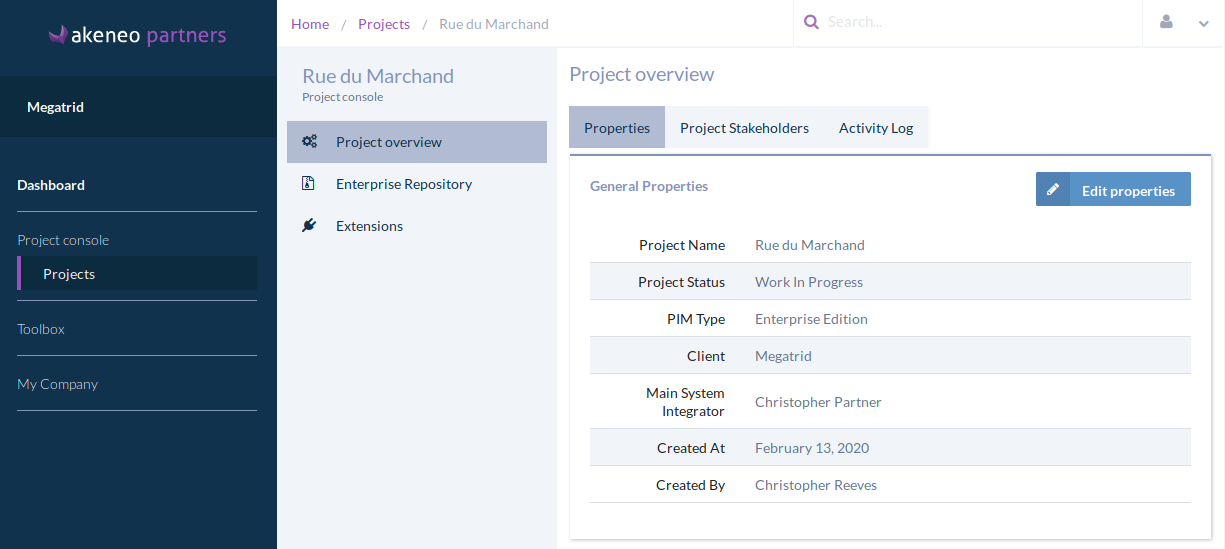 akeneo partners
Megatrid
Dashboard
Project console
Projects
Toolbox
My Company
Home / Projects / Rue du Marchand
Search...
Rue du Marchand
Project console
Project overview
Enterprise Repository
Extensions
Project overview
Properties Project Stakeholders Activity Log
General Properties
Edit properties
Project Name Rue du Marchand
Project Status Work In Progress
PIM Type Enterprise Edition
Client Megatrid
Main System
Integrator Christopher Partner
Created At February 13, 2020
Created By Christopher Reeves